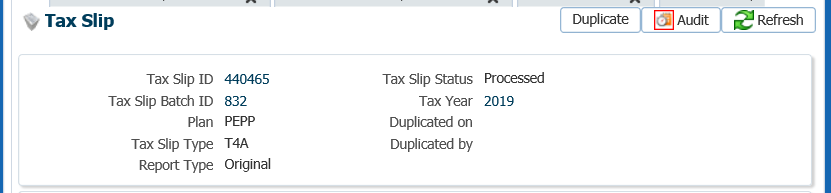 Tax Slip Duplicate Audit Refresh
Tax Slip ID 440465 Tax Slip Status Processed
Tax Slip Batch ID 832 Tax Year 2019
Plan PEPP Duplicated on
Tax Slip Type T4A Duplicated by
Report Type Original